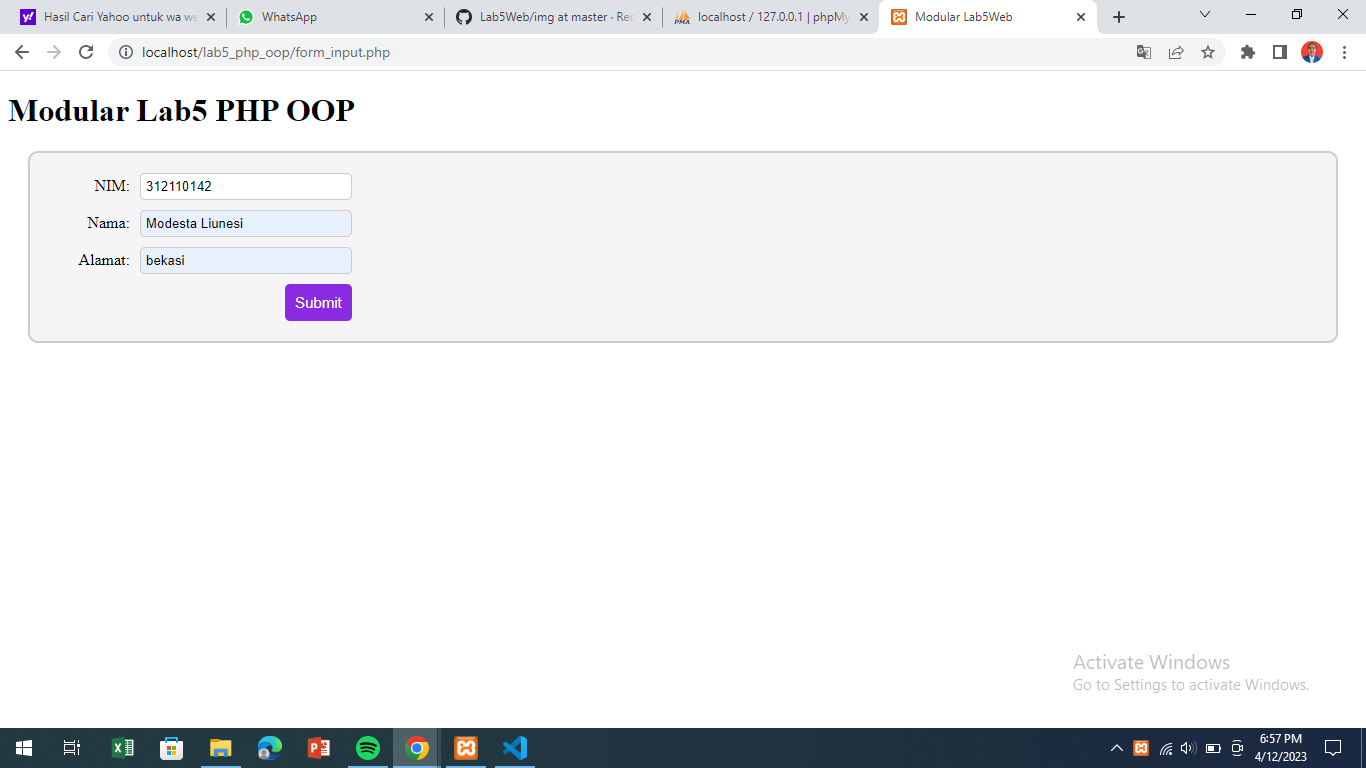 Hasil Cari Yahoo untuk wa we
WhatsApp
Lab5Web/img at master · Rec
localhost / 127.0.0.1 | phpMy
Modular Lab5Web
localhost/lab5_php_oop/form_input.php
Modular Lab5 PHP OOP
NIM: 312110142
Nama: Modesta Liunesi
Alamat: bekasi
Submit
Activate Windows
Go to Settings to activate Windows.
6:57 PM
4/12/2023